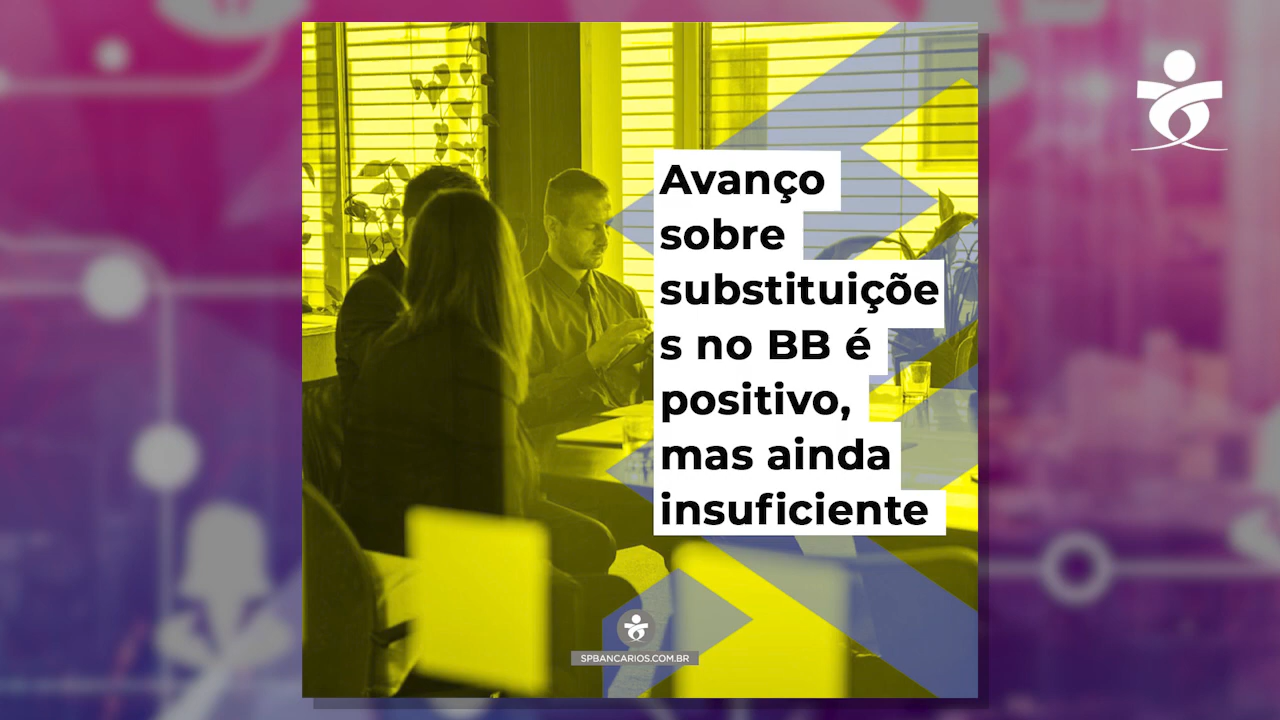 Avanço
sobre
substituiçõe
s no BB é
positivo,
mas ainda
insuficiente
SPBANCARIOS.COM.BR